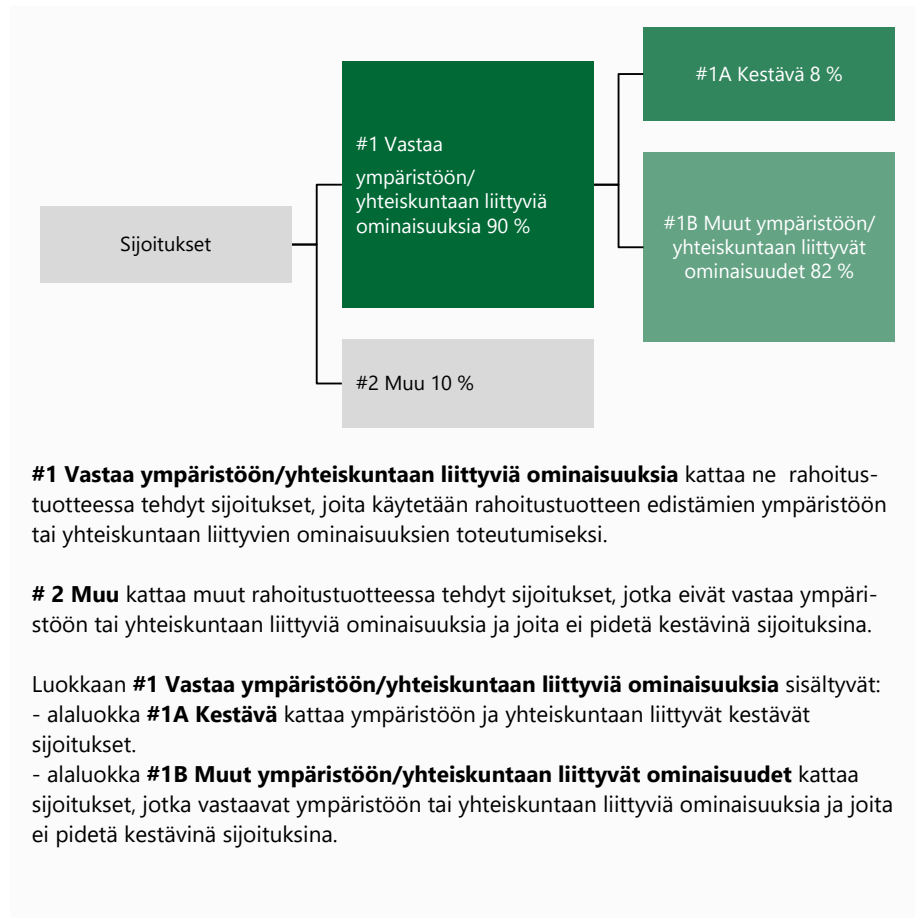 #1A Kestävä 8 %
#1 Vastaa
ympäristöön/
yhteiskuntaan liittyviä
ominaisuuksia 90 %
#1B Muut ympäristöön/
yhteiskuntaan liittyvät
ominaisuudet 82 %
Sijoitukset
#2 Muu 10 %
#1 Vastaa ympäristöön/yhteiskuntaan liittyviä ominaisuuksia kattaa ne rahoitus-
tuotteessa tehdyt sijoitukset, joita käytetään rahoitustuotteen edistämien ympäristöön
tai yhteiskuntaan liittyvien ominaisuuksien toteutumiseksi.
# 2 Muu kattaa muut rahoitustuotteessa tehdyt sijoitukset, jotka eivät vastaa ympäri-
stöön tai yhteiskuntaan liittyviä ominaisuuksia ja joita ei pidetä kestävinä sijoituksina.
Luokkaan #1 Vastaa ympäristöön/yhteiskuntaan liittyviä ominaisuuksia sisältyvät:
- alaluokka #1A Kestävä kattaa ympäristöön ja yhteiskuntaan liittyvät kestävät
sijoitukset.
- alaluokka #1B Muut ympäristöön/yhteiskuntaan liittyvät ominaisuudet kattaa
sijoitukset, jotka vastaavat ympäristöön tai yhteiskuntaan liittyviä ominaisuuksia ja joita
ei pidetä kestävinä sijoituksina.